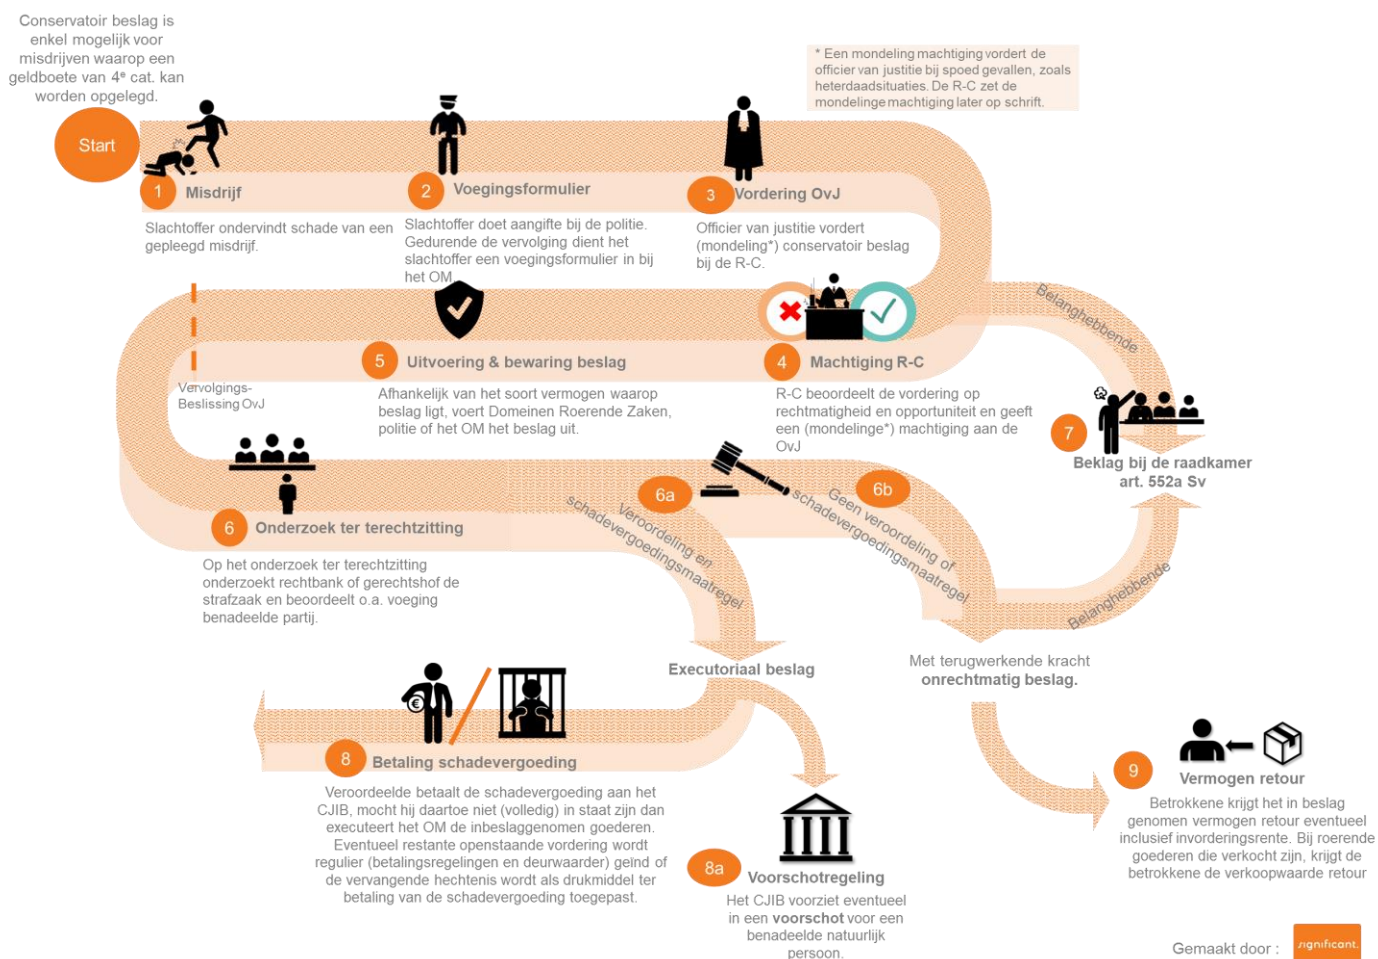 Conservatoir beslag is
enkel mogelijk voor
misdrijven waarop een
geldboete van 4e cat. kan
worden opgelegd.
* Een mondeling machtiging vordert de
officier van justitie bij spoed gevallen, zoals
heterdaadsituaties. De R-C zet de
mondelinge machtiging later op schrift.
Start
1 Misdrijf
Slachtoffer ondervindt schade van een
gepleegd misdrijf.
2 Voegingsformulier
Slachtoffer doet aangifte bij de politie.
Gedurende de vervolging dient het
slachtoffer een voegingsformulier in bij
het OM.
3 Vordering OvJ
Officier van justitie vordert
(mondeling*) conservatoir beslag
bij de R-C.
4 Machtiging R-C
R-C beoordeelt de vordering op
rechtmatigheid en opportuniteit en geeft
een (mondelinge*) machtiging aan de
OvJ
5 Uitvoering & bewaring beslag
Afhankelijk van het soort vermogen waarop
beslag ligt, voert Domeinen Roerende Zaken,
politie of het OM het beslag uit.
Vervolgings-
Beslissing OvJ
Belanghebbende
7
Beklag bij de raadkamer
art. 552a Sv
6 Onderzoek ter terechtzitting
Op het onderzoek ter terechtzitting
onderzoekt rechtbank of gerechtshof de
strafzaak en beoordeelt o.a. voeging
benadeelde partij.
6a
Veroordeling en
schadevergoedingsmaatregel
6b
Geen veroordeling of
schadevergoedingsmaatregel
Belanghebbende
Executoriaal beslag
Met terugwerkende kracht
onrechtmatig beslag.
€
8 Betaling schadevergoeding
Veroordeelde betaalt de schadevergoeding aan het
CJIB, mocht hij daartoe niet (volledig) in staat zijn dan
executeert het OM de inbeslaggenomen goederen.
Eventueel restante openstaande vordering wordt
regulier (betalingsregelingen en deurwaarder) geïnd of
de vervangende hechtenis wordt als drukmiddel ter
betaling van de schadevergoeding toegepast.
8a
Voorschotregeling
Het CJIB voorziet eventueel
in een voorschot voor een
benadeelde natuurlijk
persoon.
9
Vermogen retour
Betrokkene krijgt het in beslag
genomen vermogen retour eventueel
inclusief invorderingsrente. Bij roerende
goederen die verkocht zijn, krijgt de
betrokkene de verkoopwaarde retour
Gemaakt door :
significant.